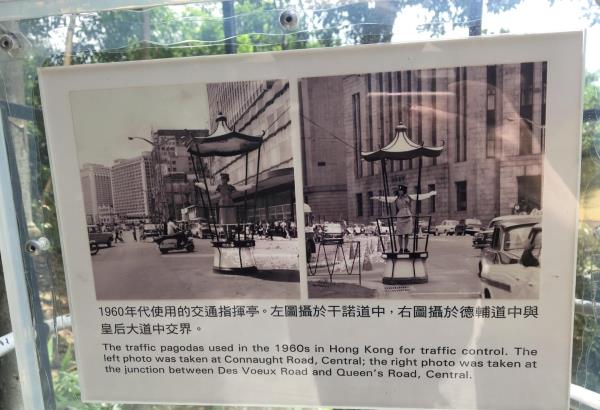 1960年代使用的交通指揮亭。左圖攝於干諾道中，右圖攝於德輔道中與
皇后大道中交界。
The traffic pagodas used in the 1960s in Hong Kong for traffic control. The
left photo was taken at Connaught Road, Central; the right photo was taken at
the junction between Des Voeux Road and Queen's Road, Central.